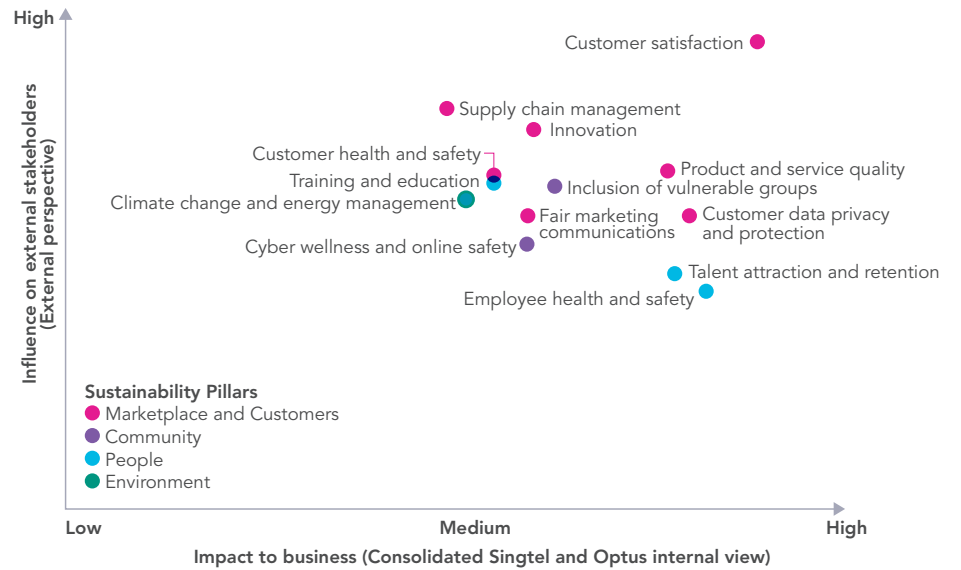 High
Influence on external stakeholders
(External perspective)
Customer satisfaction
Supply chain management
Innovation
Customer health and safety
Training and education
Climate change and energy management
Product and service quality
Inclusion of vulnerable groups
Fair marketing
communications
Customer data privacy
and protection
Cyber wellness and online safety
Talent attraction and retention
Employee health and safety
Sustainability Pillars
Marketplace and Customers
Community
People
Environment
Low
Medium
High
Impact to business (Consolidated Singtel and Optus internal view)